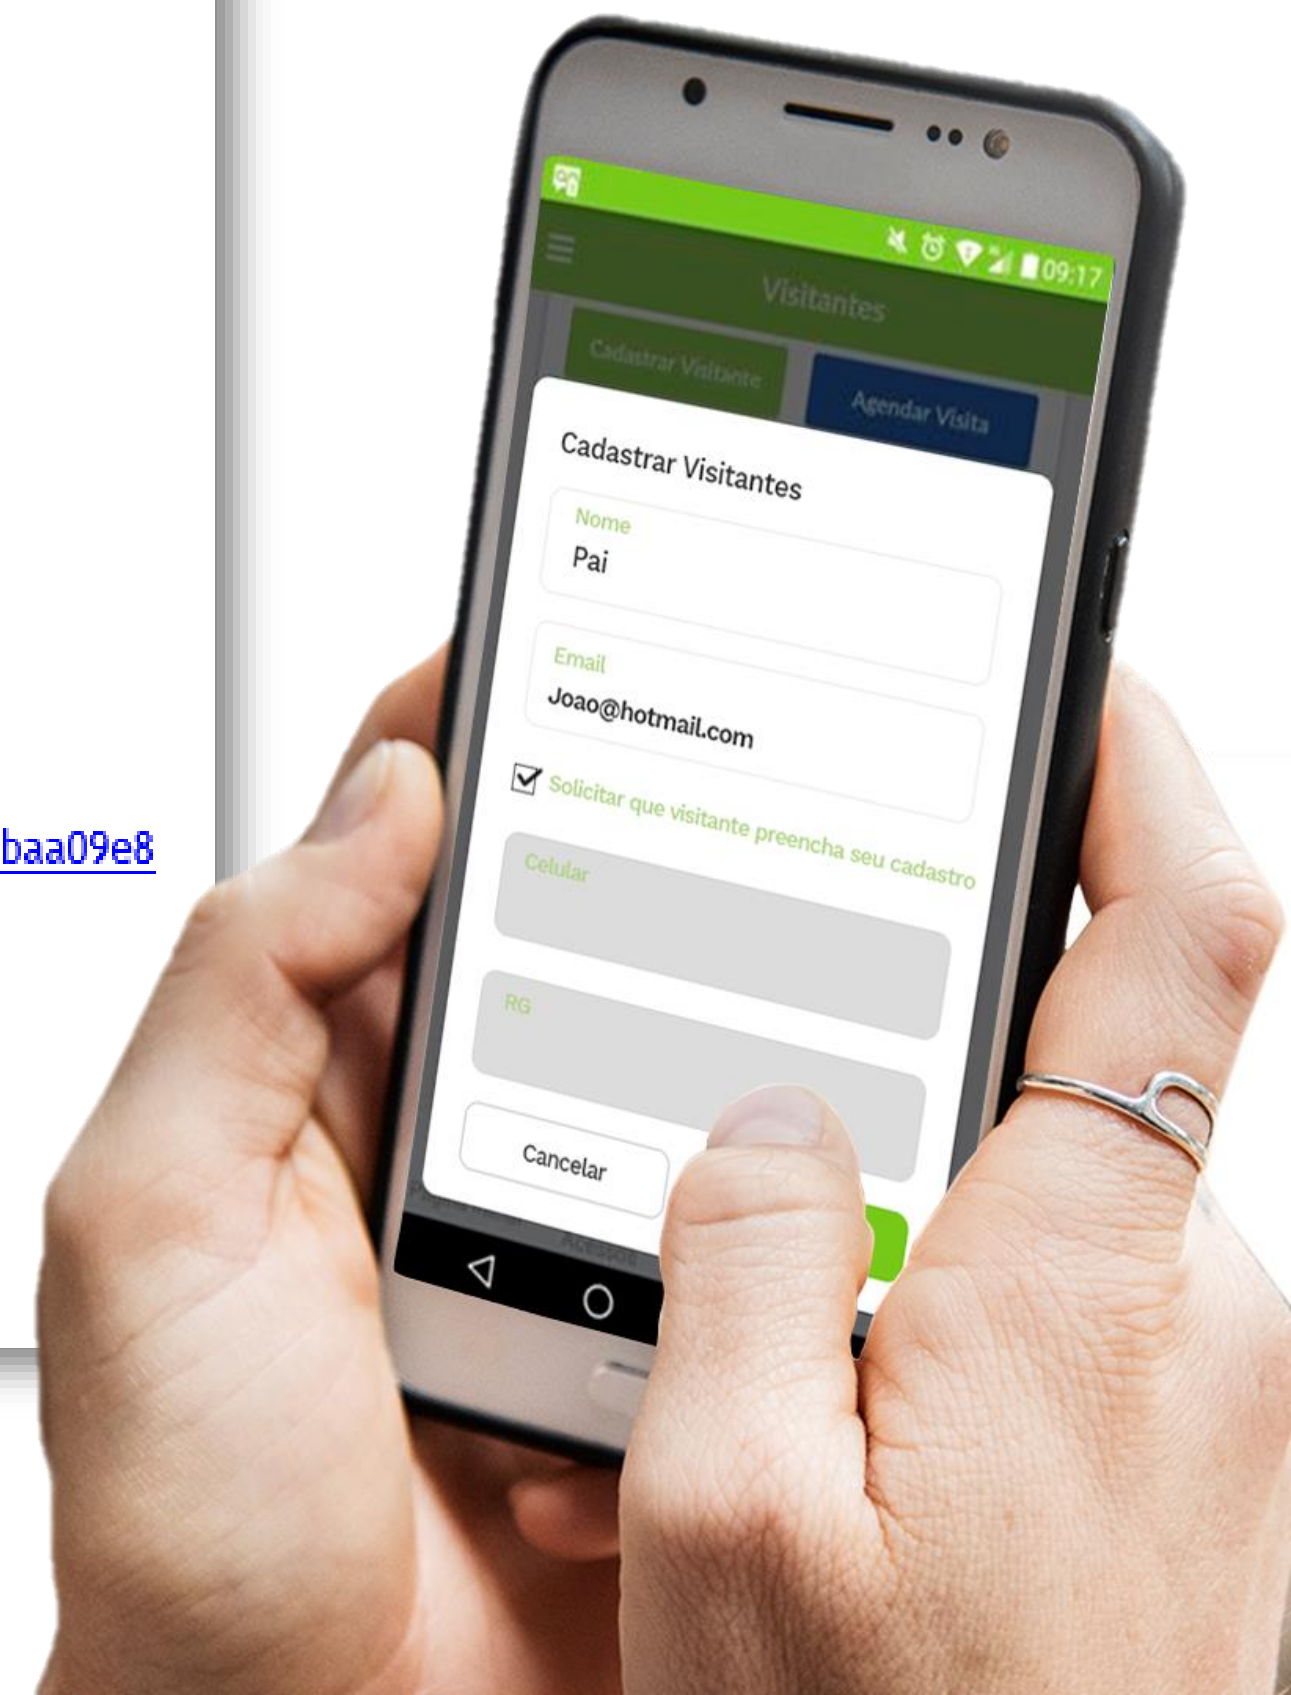 09:17
Visitantes
Cadastrar Visitante
Agendar Visita
Cadastrar Visitantes
Nome
Pai
Email
Joao@hotmail.com
Solicitar que visitante preencha seu cadastro
baa09e8
Celular
RG
Cancelar
Acessos